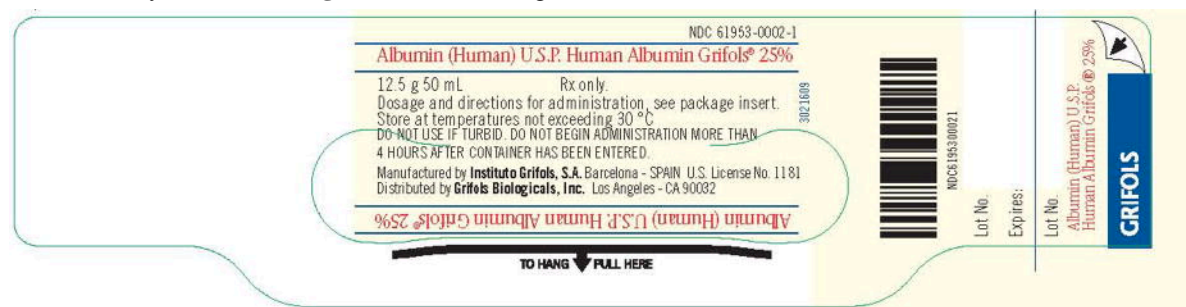 NDC 61953-0002-1
Albumin (Human) U.S.P. Human Albumin Grifols® 25%
12.5 g 50 mL Rx only.
Dosage and directions for administration, see package insert.
Store at temperatures not exceeding 30 °C
DO NOT USE IF TURBID. DO NOT BEGIN ADMINISTRATION MORE THAN
4 HOURS AFTER CONTAINER HAS BEEN ENTERED.
Manufactured by Instituto Grifols, S.A. Barcelona - SPAIN U.S. License No. 1181
Distributed by Grifols Biologicals, Inc. Los Angeles - CA 90032
Albumin (Human) U.S.P. Human Albumin Grifols® 25%
TO HANG PULL HERE
3021609
NDC6195300021
Lot No.
Expires:
Lot No.
Albumin (Human) U.S.P.
Human Albumin Grifols ® 25%
GRIFOLS